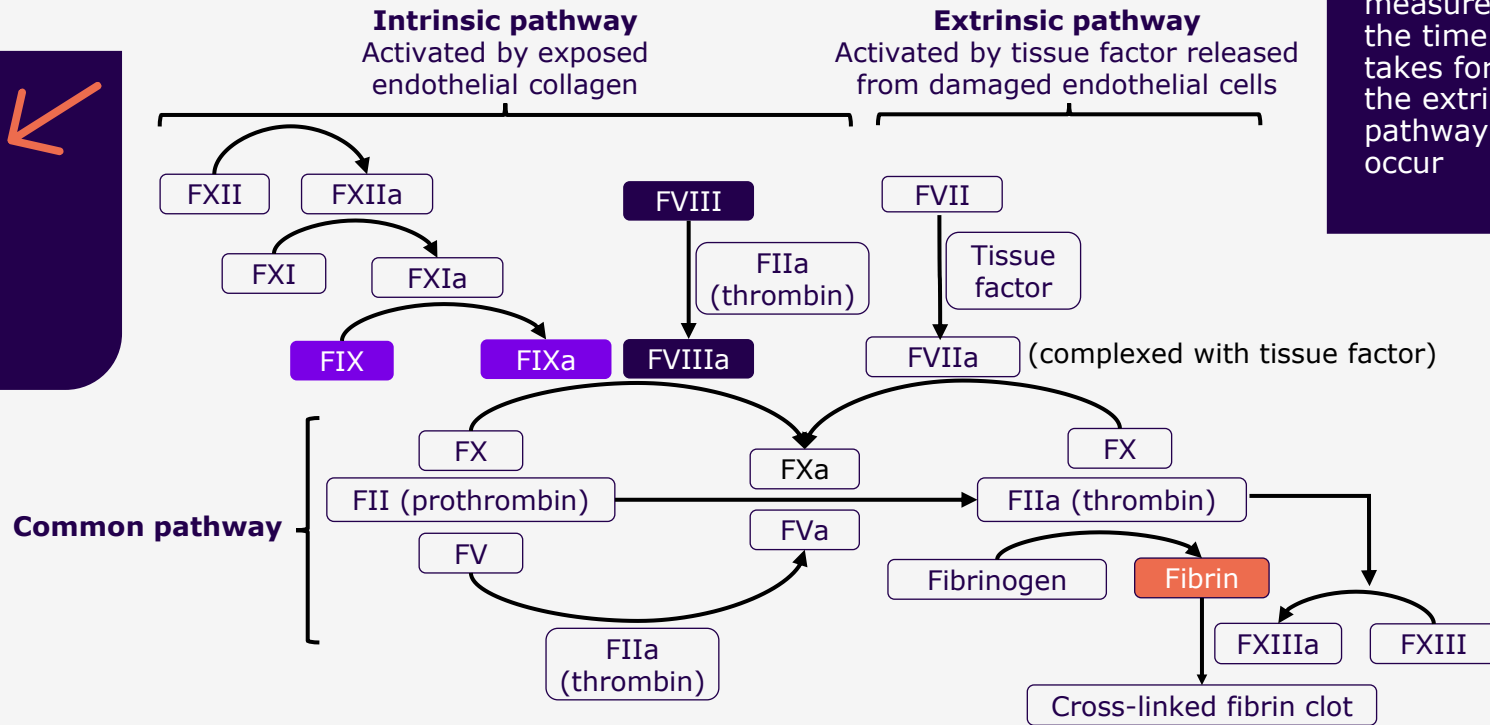 Intrinsic pathway
Activated by exposed
endothelial collagen
Extrinsic pathway
Activated by tissue factor released
from damaged endothelial cells
measure
the time
takes for
the extri
pathway
occur
FXII
FXIIa
FVIII
FVII
FXI
FXIa
FIIa
(thrombin)
Tissue
factor
FIX
FIXa
FVIIIa
FVIIa
(complexed with tissue factor)
FX
FXa
FX
FII (prothrombin)
FIIa (thrombin)
Common pathway
FV
FVa
Fibrinogen
Fibrin
FIIa
(thrombin)
FXIIIa
FXIII
Cross-linked fibrin clot